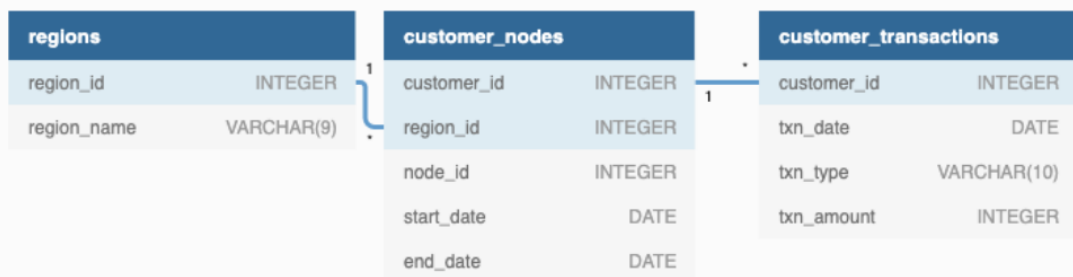 regions
region_id INTEGER
region_name VARCHAR(9)
1
*
customer_nodes
customer_id INTEGER
region_id INTEGER
node_id INTEGER
start_date DATE
end_date DATE
1
*
customer_transactions
customer_id INTEGER
txn_date DATE
txn_type VARCHAR(10)
txn_amount INTEGER